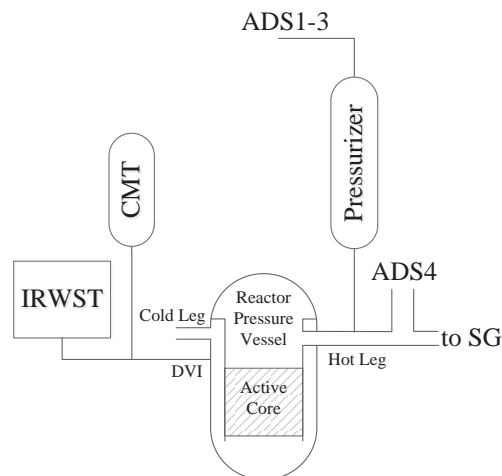 ADS1-3
Pressurizer
CMT
ADS4
IRWST
Reactor
Pressure
Vessel
Cold Leg
to SG
Hot Leg
DVI
Active
Core